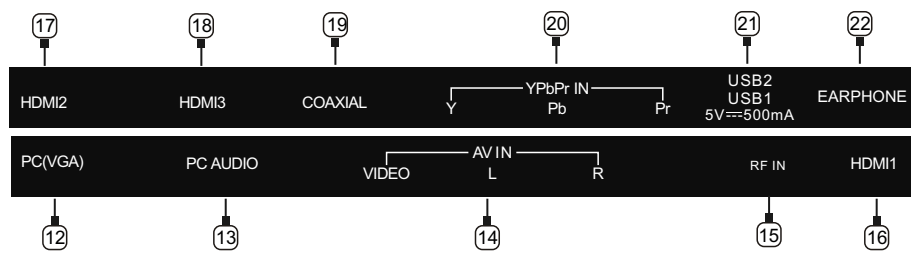 17 18 19 20 21 22
HDMI2 HDMI3 COAXIAL YPbPr IN USB2 EARPHONE
Y Pb Pr USB1
5V⎓500mA
PC(VGA) PC AUDIO AV IN RF IN HDMI1
VIDEO L R
12 13 14 15 16